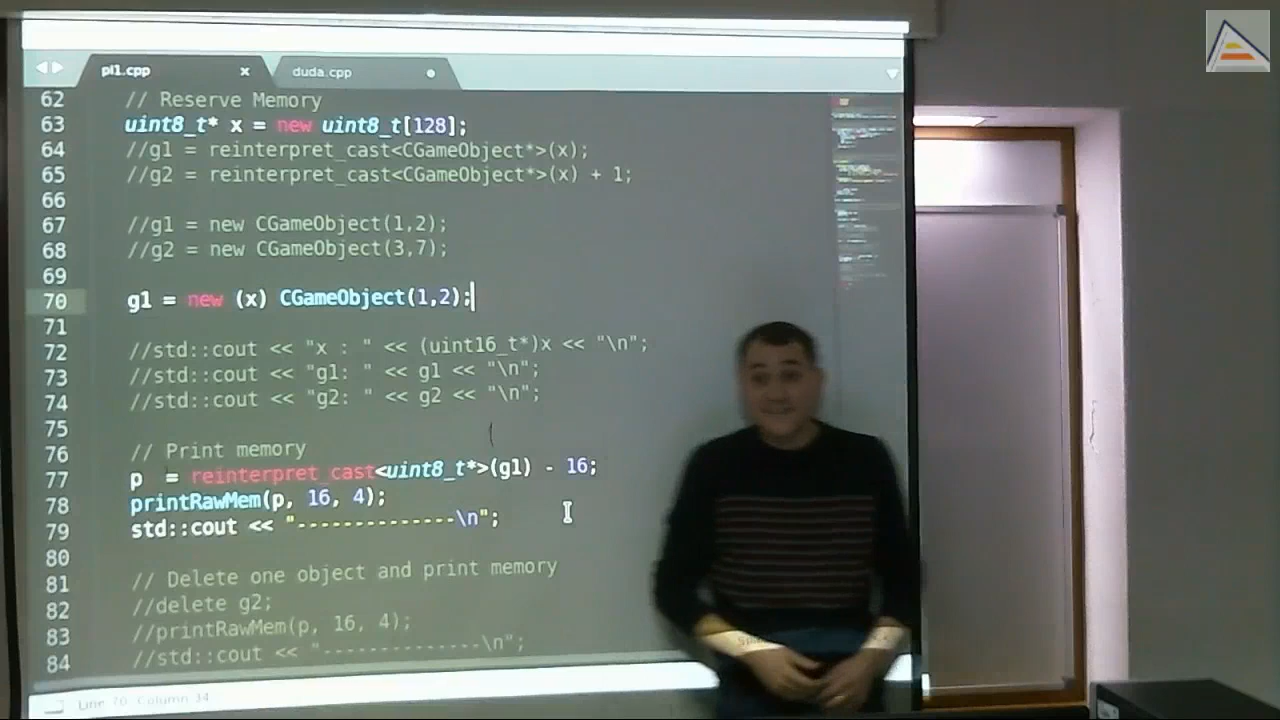 pl1.cpp x duda.cpp
62 // Reserve Memory
63 uint8_t* x = new uint8_t[128];
64 //g1 = reinterpret_cast<CGameObject*>(x);
65 //g2 = reinterpret_cast<CGameObject*>(x) + 1;
66
67 //g1 = new CGameObject(1,2);
68 //g2 = new CGameObject(3,7);
69
70 g1 = new (x) CGameObject(1,2);
71
72 //std::cout << "x : " << (uint16_t*)x << "\n";
73 //std::cout << "g1: " << g1 << "\n";
74 //std::cout << "g2: " << g2 << "\n";
75
76 // Print memory
77 p = reinterpret_cast<uint8_t*>(g1) - 16;
78 printRawMem(p, 16, 4);
79 std::cout << "--------------\n";
80
81 // Delete one object and print memory
82 //delete g2;
83 //printRawMem(p, 16, 4);
84 //std::cout << "--------------\n";
Line 70, Column 34